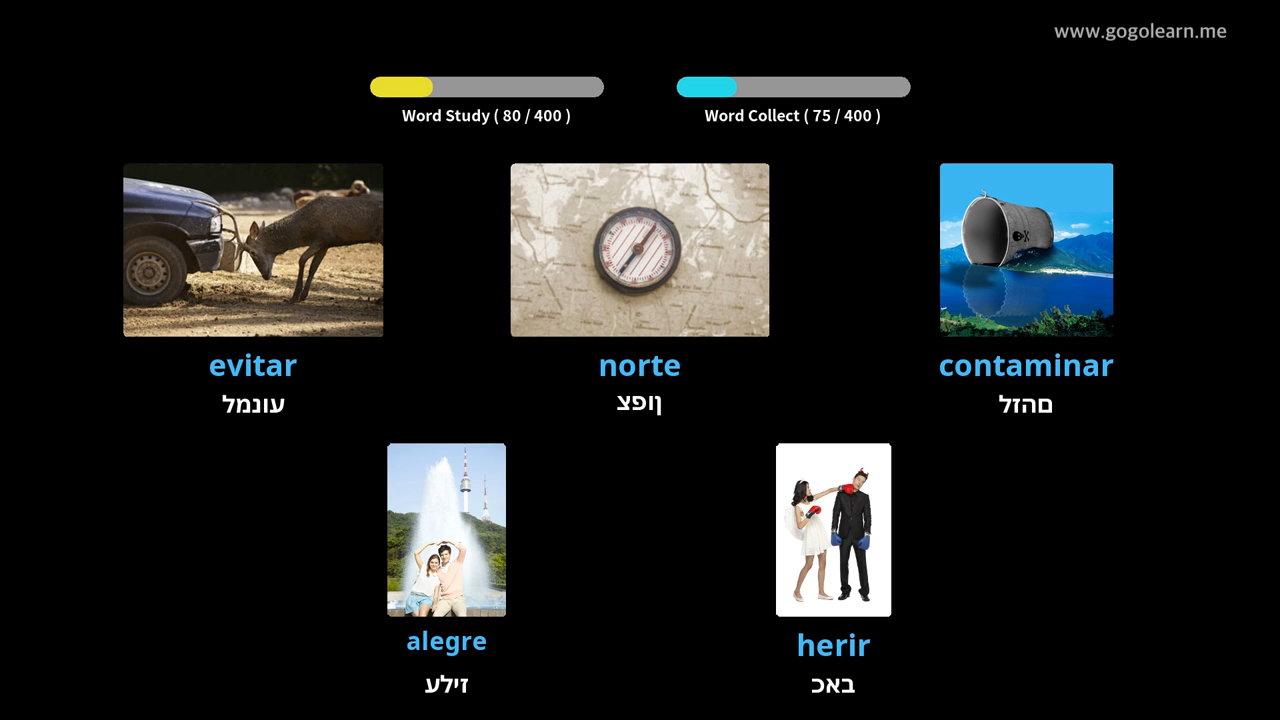 www.gogolearn.me
Word Study ( 80 / 400 )
Word Collect ( 75 / 400 )
evitar
עונמל
norte
ןופצ
contaminar
םהזל
alegre
זילע
herir
באכ